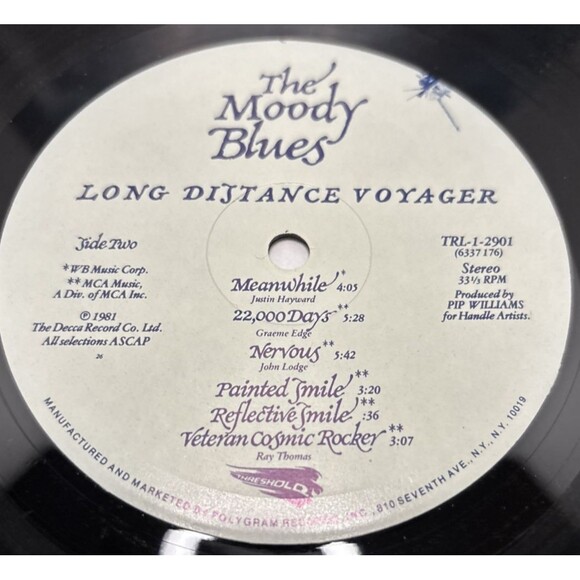 The
Moody
Blues
LONG DISTANCE VOYAGER
Side Two
* WB Music Corp.
** MCA Music,
A Div. of MCA Inc.
℗ 1981
The Decca Record Co. Ltd.
All selections ASCAP
26
TRL-1-2901
(6337 176)
Stereo
33⅓ RPM
Produced by
PIP WILLIAMS
for Handle Artists.
Meanwhile* 4:05
Justin Hayward
22,000 Days** 5:28
Graeme Edge
Nervous** 5:42
John Lodge
Painted Smile** 3:20
Reflective Smile** :36
Veteran Cosmic Rocker** 3:07
Ray Thomas
THRESHOLD
MANUFACTURED AND MARKETED BY POLYGRAM RECORDS, INC., 810 SEVENTH AVE., N.Y., N.Y. 10019